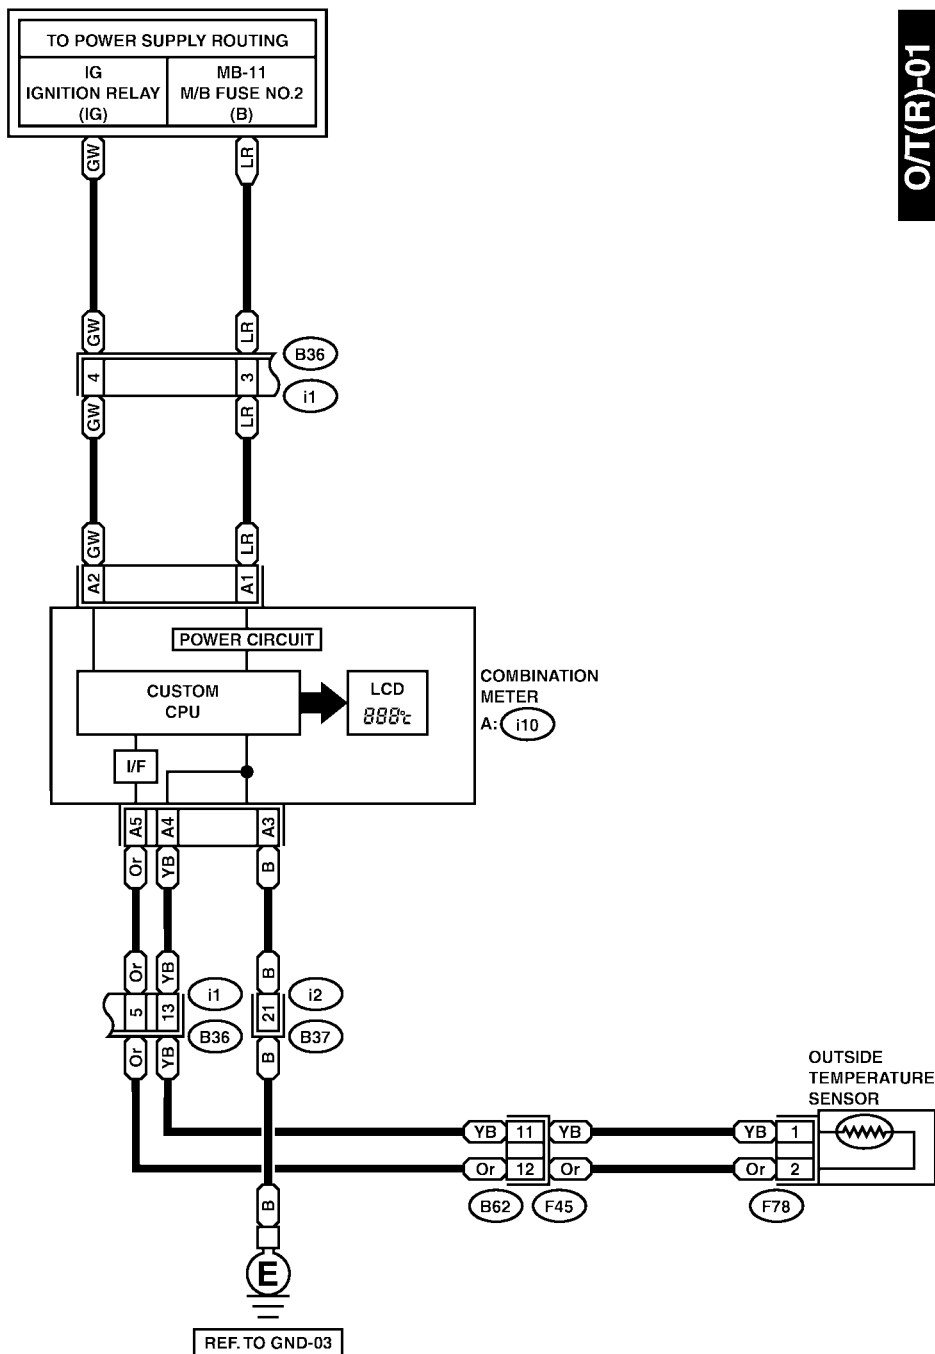 TO POWER SUPPLY ROUTING
IG
IGNITION RELAY
(IG)
MB-11
M/B FUSE NO.2
(B)
O/T(R)-01
GW
LR
GW
LR
B36
4
3
i1
GW
LR
GW
LR
A2
A1
POWER CIRCUIT
CUSTOM
CPU
LCD
888°C
COMBINATION
METER
A: i10
I/F
A5
A4
A3
Or
YB
B
Or
YB
B
i1
i2
5
13
21
B36
B37
Or
YB
B
OUTSIDE
TEMPERATURE
SENSOR
YB 11 YB
YB 1
Or 12 Or
Or 2
B62
F45
F78
B
E
REF. TO GND-03